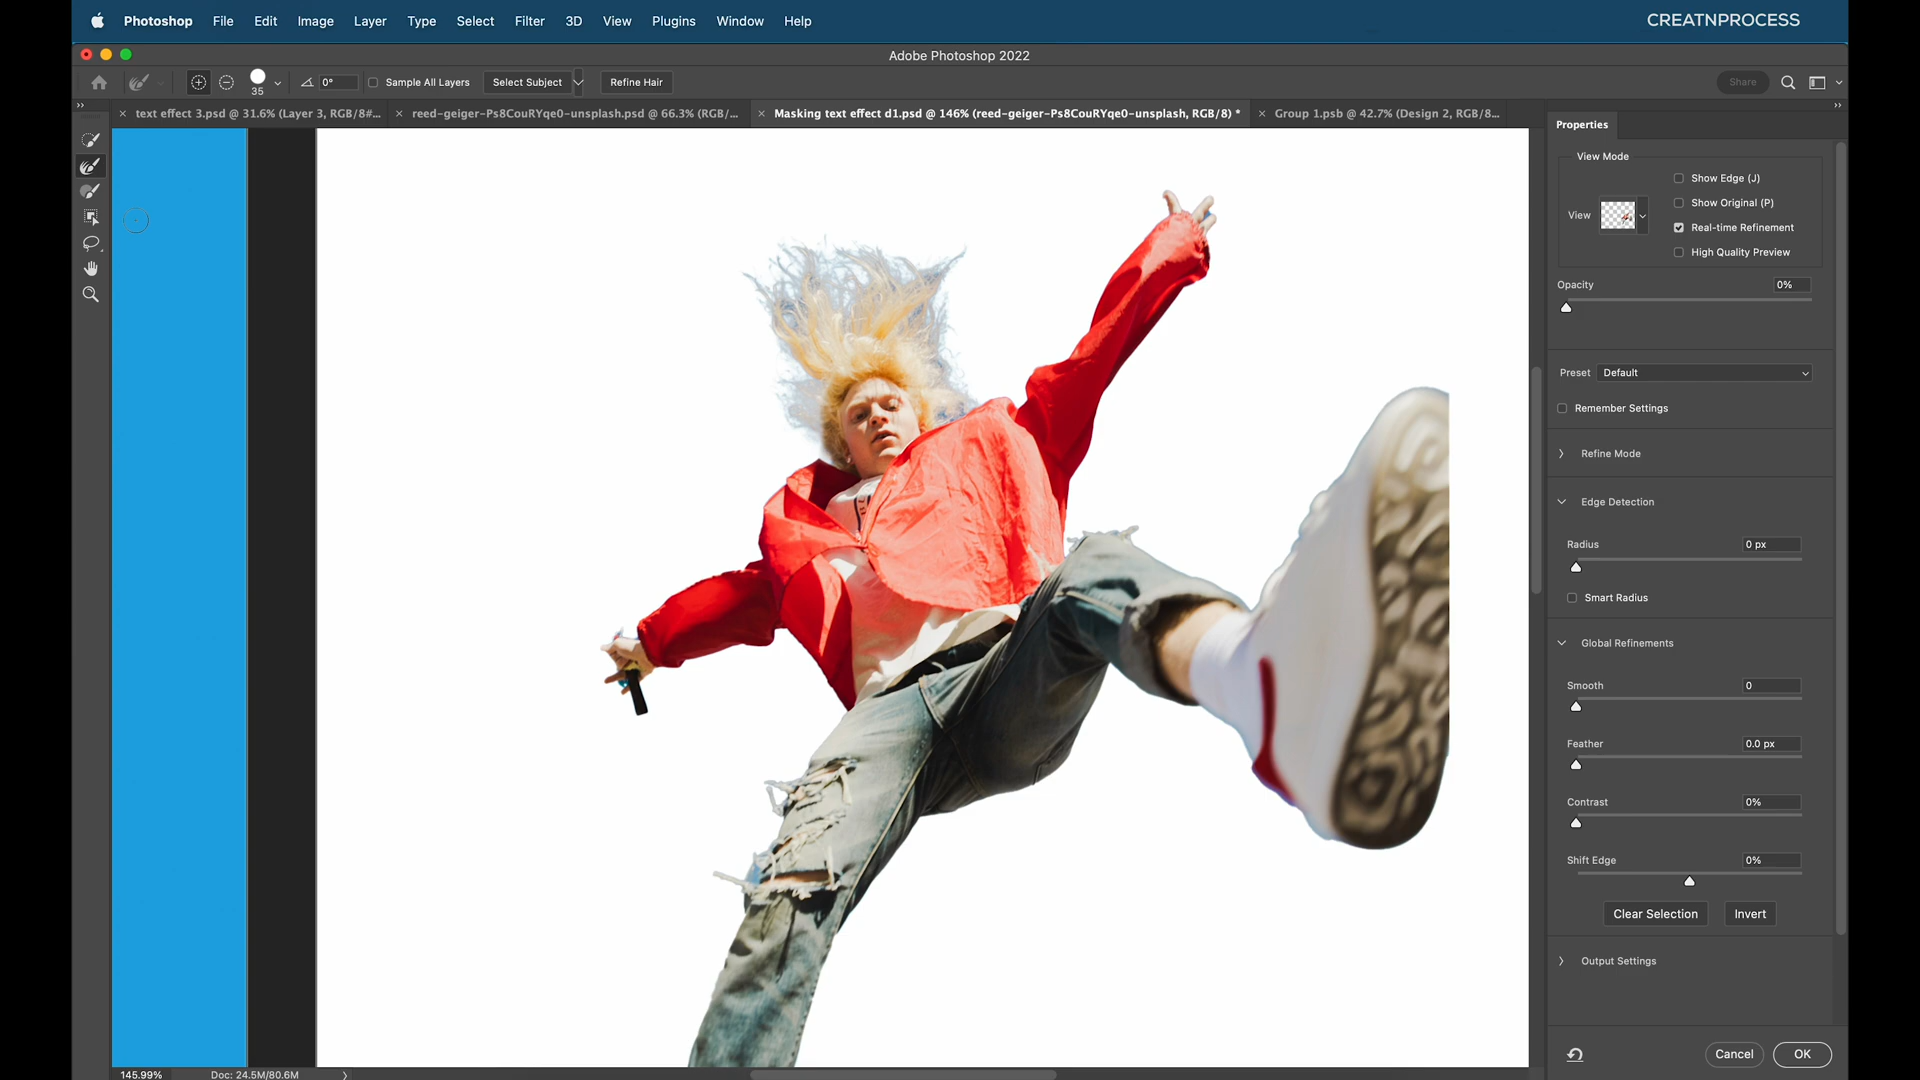 Photoshop File Edit Image Layer Type Select Filter 3D View Plugins Window Help CREATNPROCESS
Adobe Photoshop 2022
35 0° Sample All Layers Select Subject Refine Hair Share
text effect 3.psd @ 31.6% (Layer 3, RGB/8#... reed-geiger-Ps8CouRYqe0-unsplash.psd @ 66.3% (RGB/... Masking text effect d1.psd @ 146% (reed-geiger-Ps8CouRYqe0-unsplash, RGB/8) * Group 1.psb @ 42.7% (Design 2, RGB/8...
Properties
View Mode
Show Edge (J)
Show Original (P)
View
Real-time Refinement
High Quality Preview
Opacity 0%
Preset Default
Remember Settings
Refine Mode
Edge Detection
Radius 0 px
Smart Radius
Global Refinements
Smooth 0
Feather 0.0 px
Contrast 0%
Shift Edge 0%
Clear Selection Invert
Output Settings
Cancel OK
145.99% Doc: 24.5M/80.6M